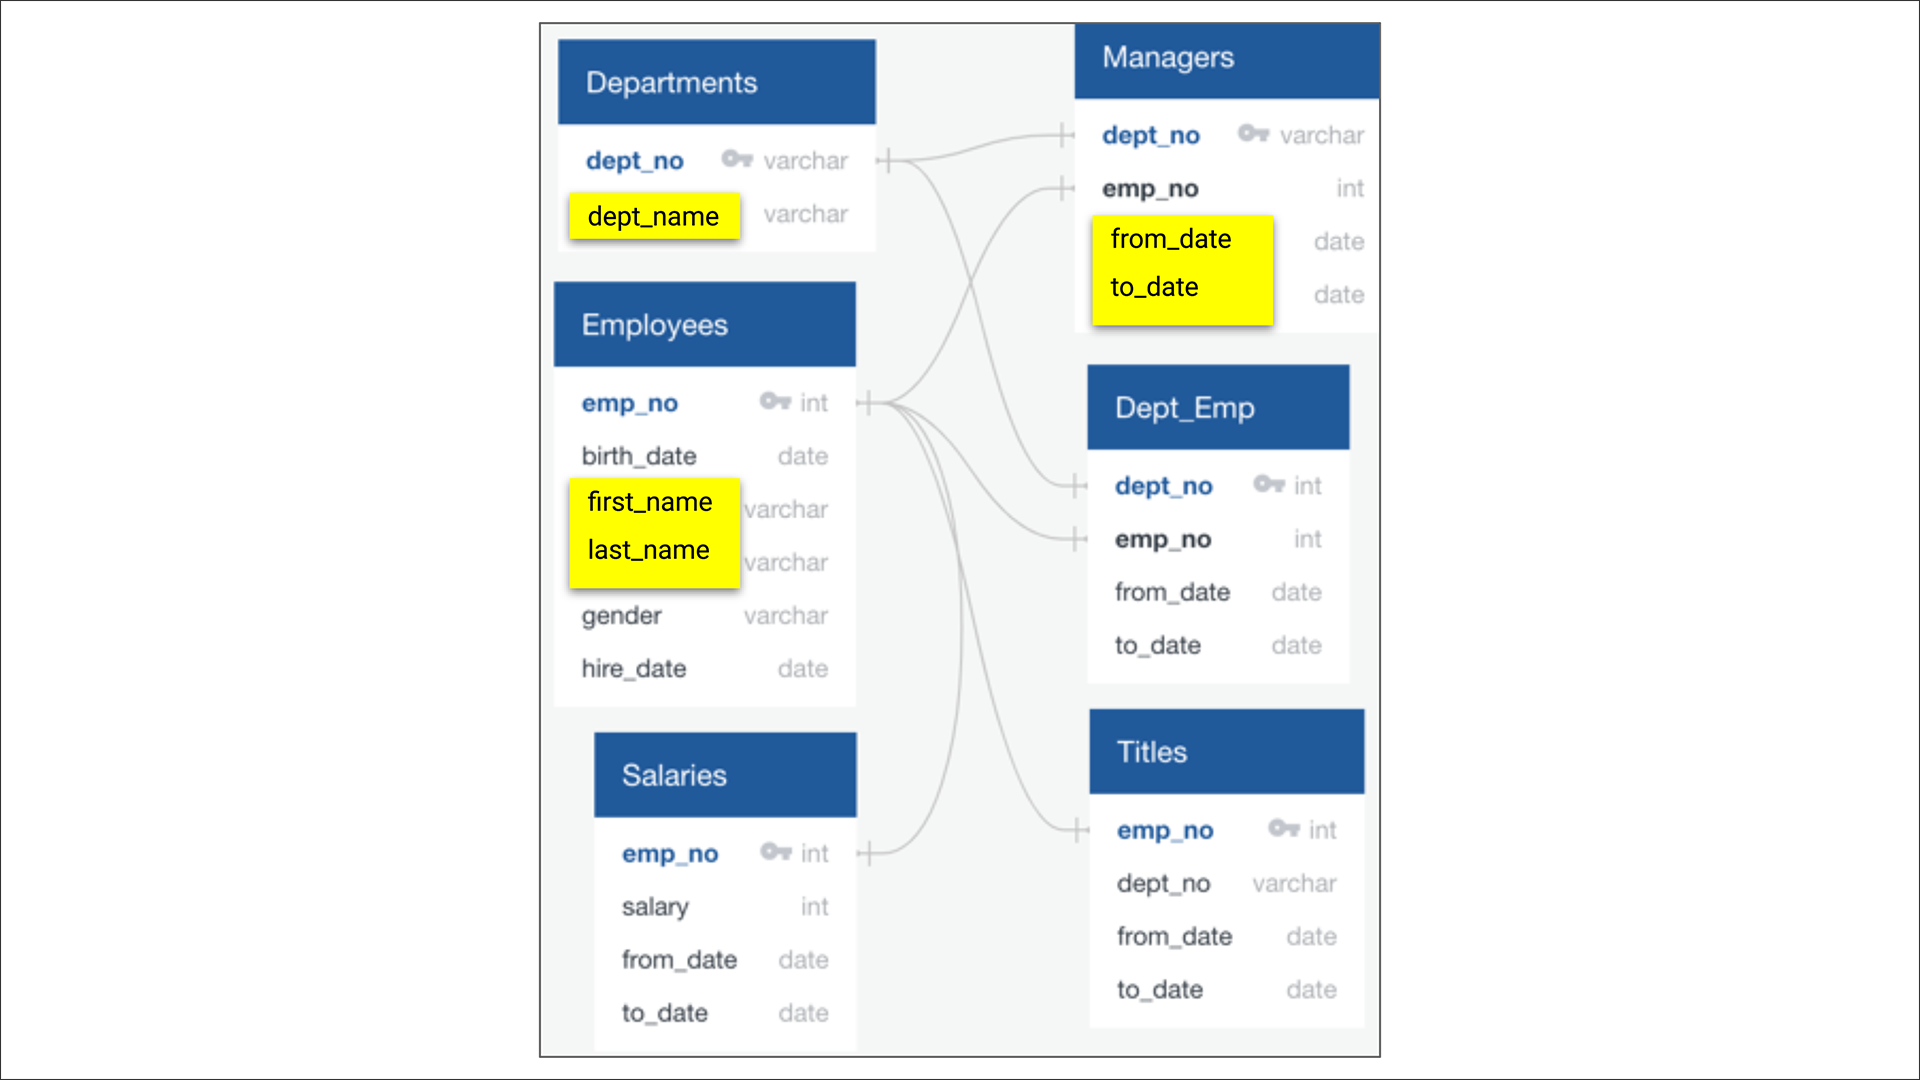 Departments
dept_no varchar
dept_name varchar
Employees
emp_no int
birth_date date
first_name varchar
last_name varchar
gender varchar
hire_date date
Salaries
emp_no int
salary int
from_date date
to_date date
Managers
dept_no varchar
emp_no int
from_date date
to_date date
Dept_Emp
dept_no int
emp_no int
from_date date
to_date date
Titles
emp_no int
dept_no varchar
from_date date
to_date date